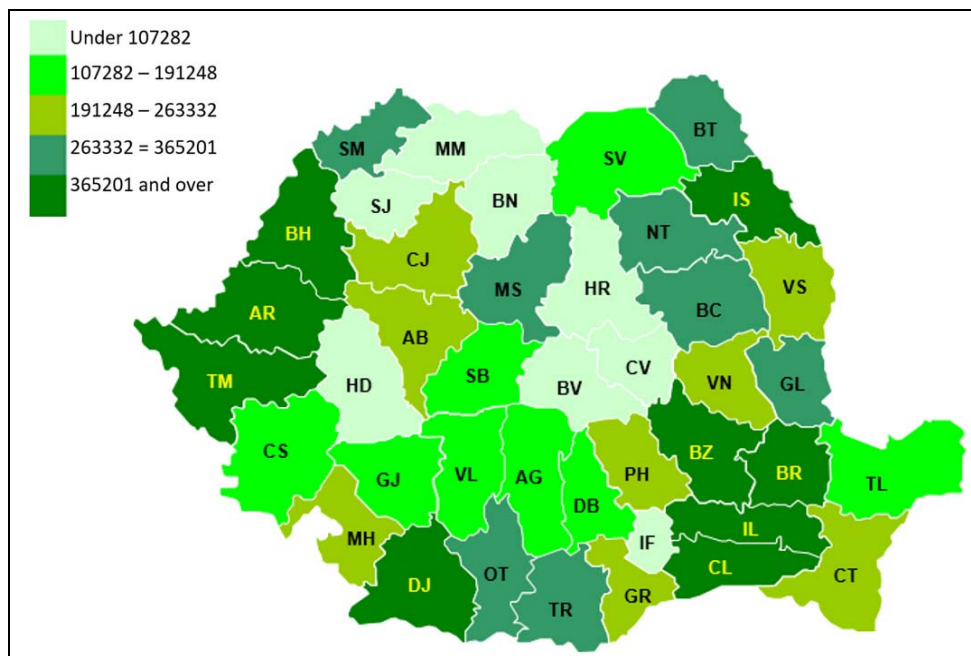 Under 107282
107282 – 191248
191248 – 263332
263332 = 365201
365201 and over
BT
SM
MM
SV
IS
SJ
BN
BH
NT
CJ
VS
MS
HR
BC
AR
AB
CV
TM
HD
SB
BV
VN
GL
CS
GJ
VL
AG
PH
BZ
BR
TL
DB
MH
IF
IL
DJ
OT
TR
GR
CL
CT